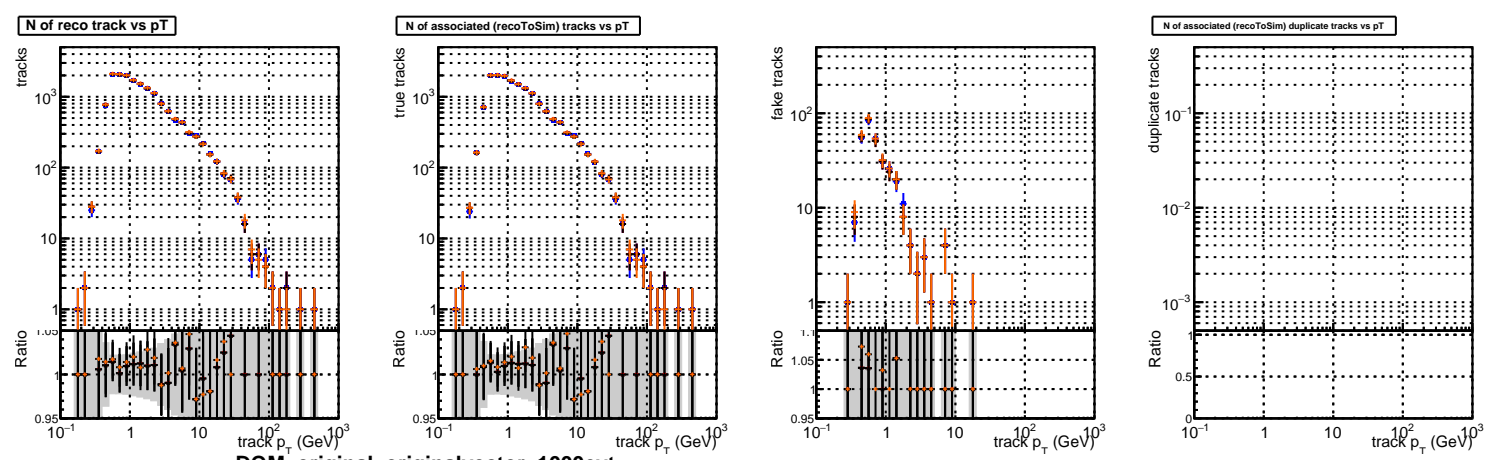 N of reco track vs pT
tracks
10³
10²
10
1
Ratio
1.05
1
0.95
10⁻¹ 1 10 10² 10³
track p_T (GeV)
N of associated (recoToSim) tracks vs pT
true tracks
10³
10²
10
1
Ratio
1.05
1
0.95
10⁻¹ 1 10 10² 10³
track p_T (GeV)
fake tracks
10²
10
1
Ratio
1.1
1.05
1
0.95
10⁻¹ 1 10 10² 10³
track p_T (GeV)
N of associated (recoToSim) duplicate tracks vs pT
duplicate tracks
10⁻¹
10⁻²
10⁻³
Ratio
1
0.5
0
10⁻¹ 1 10 10² 10³
track p_T (GeV)